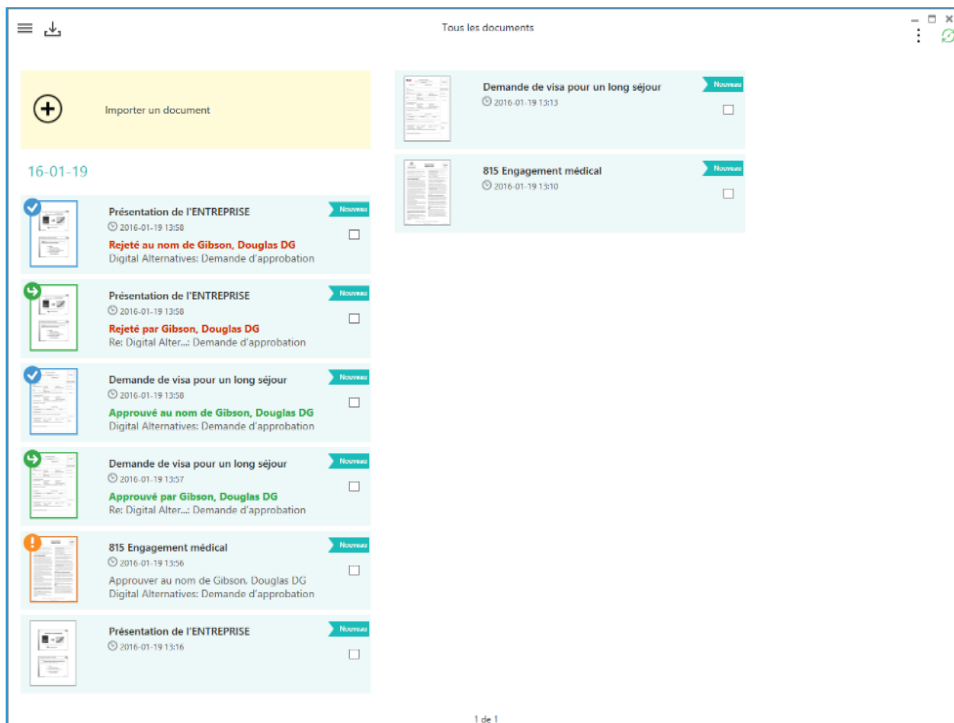 Tous les documents
Importer un document
16-01-19
Présentation de l'ENTREPRISE
Nouveau
2016-01-19 13:58
Rejeté au nom de Gibson, Douglas DG
Digital Alternatives: Demande d'approbation
Présentation de l'ENTREPRISE
Nouveau
2016-01-19 13:58
Rejeté par Gibson, Douglas DG
Re: Digital Alter...: Demande d'approbation
Demande de visa pour un long séjour
Nouveau
2016-01-19 13:58
Approuvé au nom de Gibson, Douglas DG
Digital Alternatives: Demande d'approbation
Demande de visa pour un long séjour
Nouveau
2016-01-19 13:57
Approuvé par Gibson, Douglas DG
Re: Digital Alter...: Demande d'approbation
815 Engagement médical
Nouveau
2016-01-19 13:56
Approuver au nom de Gibson, Douglas DG
Digital Alternatives: Demande d'approbation
Présentation de l'ENTREPRISE
Nouveau
2016-01-19 13:16
Demande de visa pour un long séjour
Nouveau
2016-01-19 13:13
815 Engagement médical
Nouveau
2016-01-19 13:10
1 de 1